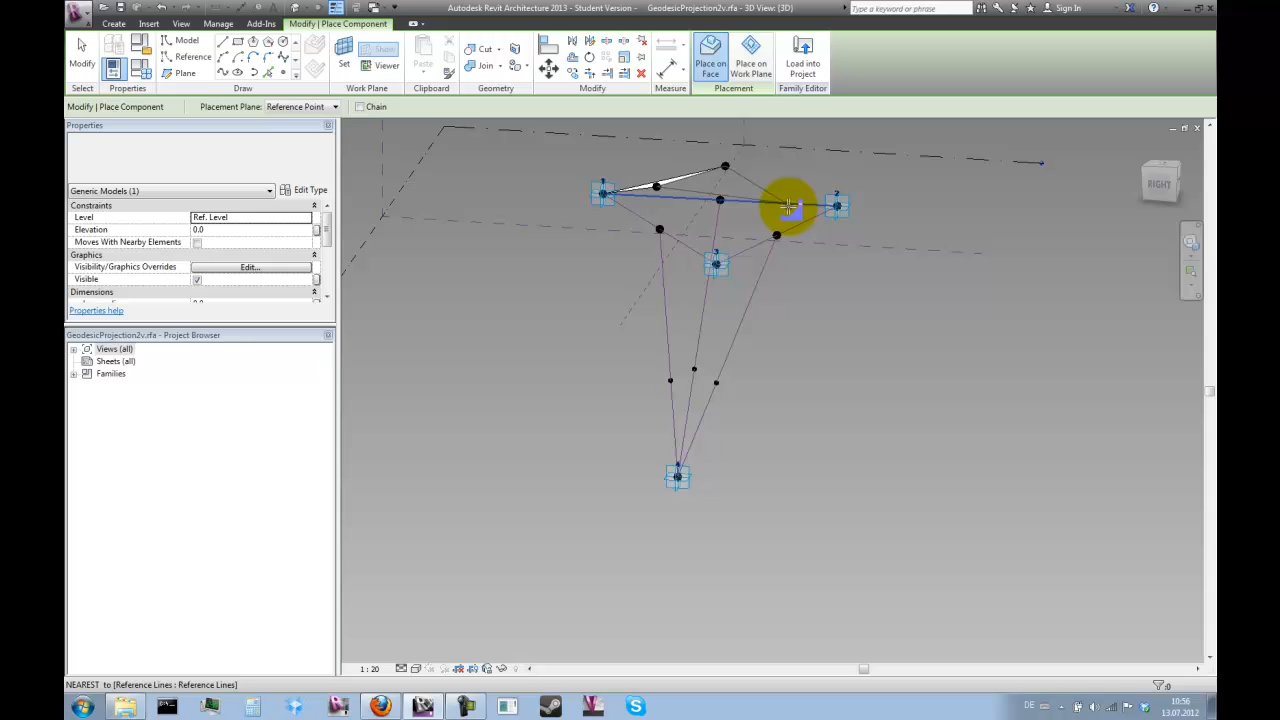 Autodesk Revit Architecture 2013 - Student Version - GeodesicProjection2v.rfa - 3D View: {3D}
Type a keyword or phrase
Sign In
Create
Insert
View
Manage
Add-Ins
Modify | Place Component
Modify
Model
Reference
Plane
Set
Show
Viewer
Paste
Cut
Join
Place on Face
Place on Work Plane
Load into Project
Select
Properties
Draw
Work Plane
Clipboard
Geometry
Modify
Measure
Placement
Family Editor
Modify | Place Component
Placement Plane:
Reference Point
Chain
Properties
Generic Models (1)
Edit Type
Constraints
Level
Ref. Level
Elevation
0.0
Moves With Nearby Elements
Graphics
Visibility/Graphics Overrides
Edit...
Visible
Dimensions
Properties help
GeodesicProjection2v.rfa - Project Browser
Views (all)
Sheets (all)
Families
RIGHT
1
2
3
4
1 : 20
NEAREST to [Reference Lines : Reference Lines]
:0
DE
10:56
13.07.2012